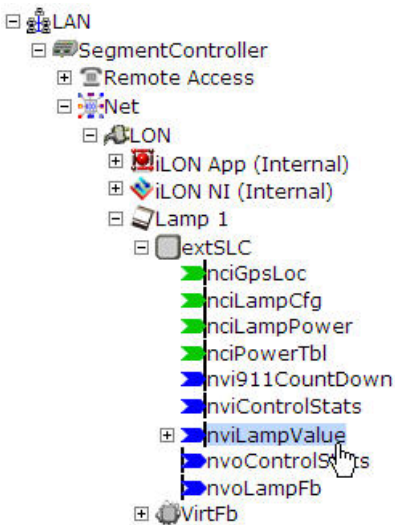 LAN
SegmentController
Remote Access
Net
LON
iLON App (Internal)
iLON NI (Internal)
Lamp 1
extSLC
nciGpsLoc
nciLampCfg
nciLampPower
nciPowerTbl
nvi911CountDown
nviControlStats
nviLampValue
nvoControlStats
nvoLampFb
VirtFb